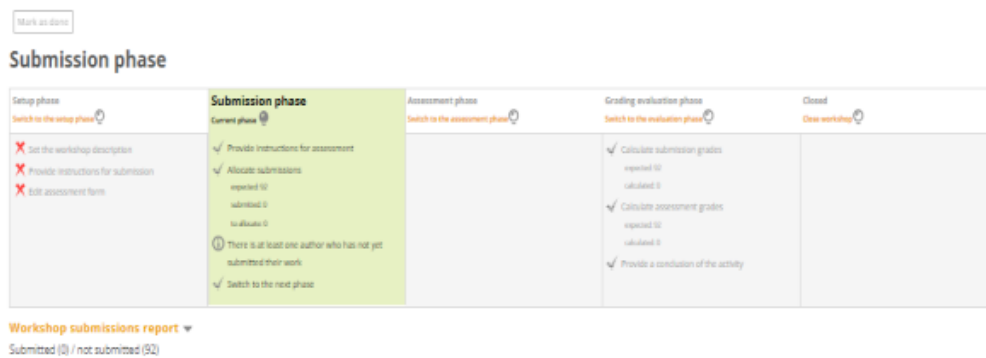 Mark as done
Submission phase
Setup phase
Switch to the setup phase
Set the workshop description
Provide instructions for submission
Edit assessment form
Submission phase
Current phase
Provide instructions for assessment
Allocate submissions
expected: 92
submitted: 0
to allocate: 0
There is at least one author who has not yet
submitted their work
Switch to the next phase
Assessment phase
Switch to the assessment phase
Grading evaluation phase
Switch to the evaluation phase
Calculate submission grades
expected: 92
calculated: 0
Calculate assessment grades
expected: 92
calculated: 0
Provide a conclusion of the activity
Closed
Close workshop
Workshop submissions report
Submitted (0) / not submitted (92)